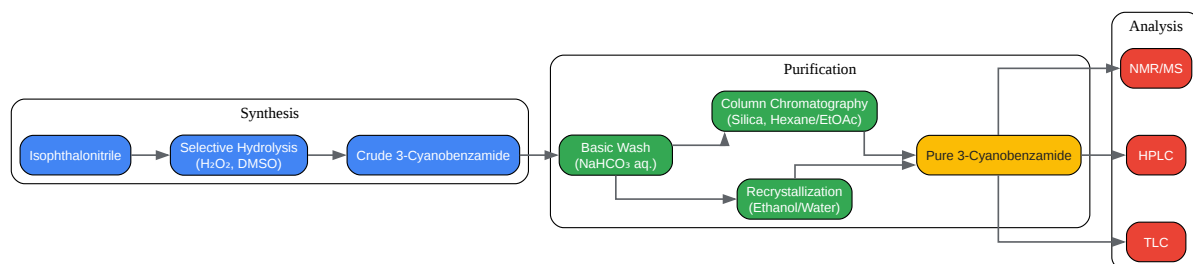 Synthesis
Isophthalonitrile
Selective Hydrolysis
(H₂O₂, DMSO)
Crude 3-Cyanobenzamide
Purification
Basic Wash
(NaHCO₃ aq.)
Column Chromatography
(Silica, Hexane/EtOAc)
Recrystallization
(Ethanol/Water)
Pure 3-Cyanobenzamide
Analysis
NMR/MS
HPLC
TLC